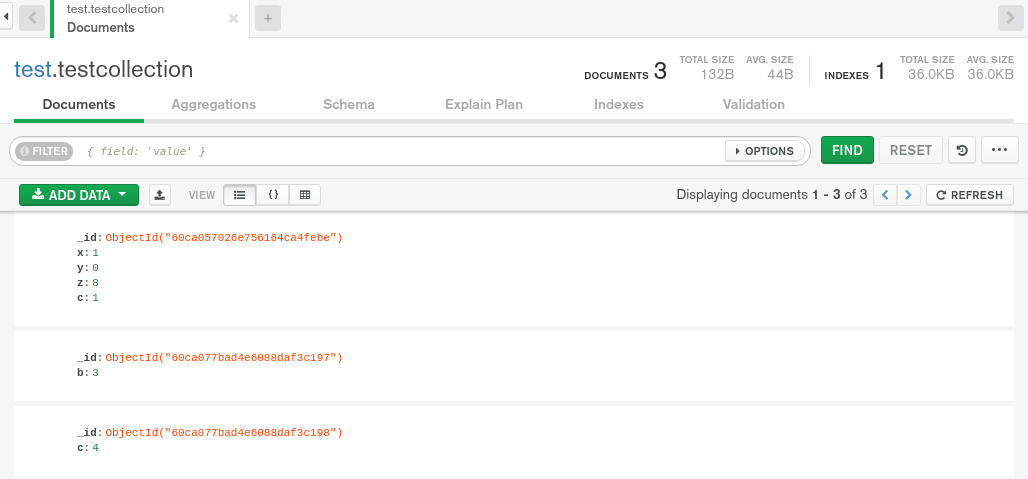 test.testcollection
Documents
test.testcollection
DOCUMENTS 3 TOTAL SIZE 132B AVG. SIZE 44B INDEXES 1 TOTAL SIZE 36.0KB AVG. SIZE 36.0KB
Documents Aggregations Schema Explain Plan Indexes Validation
FILTER { field: 'value' } OPTIONS FIND RESET
ADD DATA VIEW {} Displaying documents 1 - 3 of 3 REFRESH
_id: ObjectId("60ca057026e756164ca4febe")
x: 1
y: 0
z: 8
c: 1
_id: ObjectId("60ca077bad4e6088daf3c197")
b: 3
_id: ObjectId("60ca077bad4e6088daf3c198")
c: 4